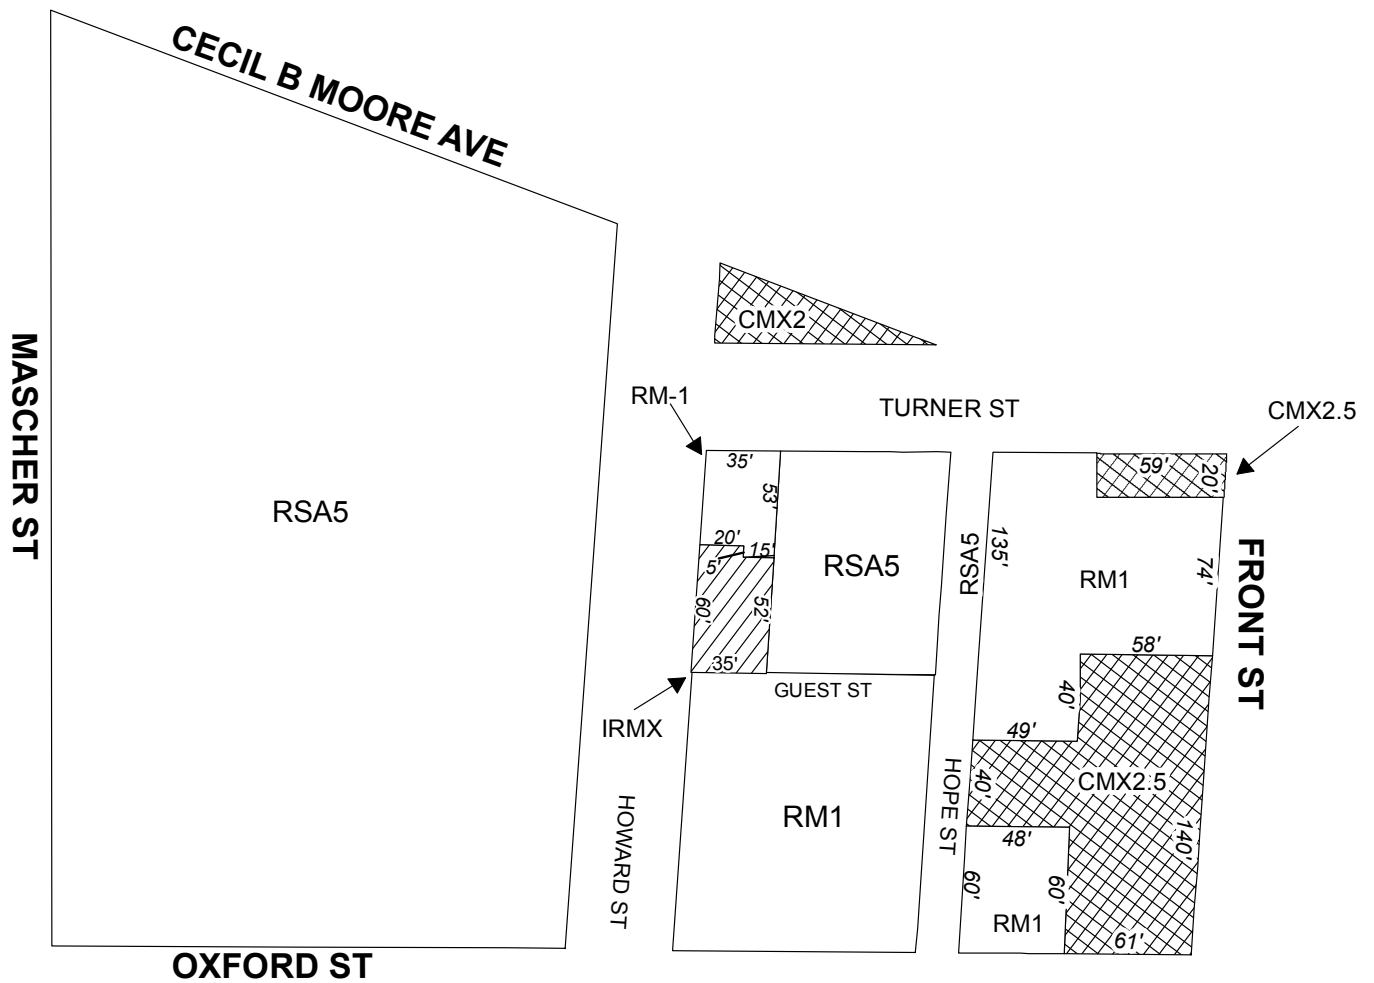 CECIL B MOORE AVE
CMX2
MASCHER ST
RM-1
TURNER ST
CMX2.5
35'
59'
20'
53'
RSA5
20'
15'
5'
RSA5
RSA5
135'
RM1
74'
FRONT ST
60'
52'
58'
35'
GUEST ST
40'
IRMX
49'
HOWARD ST
RM1
HOPE ST
40'
CMX2.5
140'
48'
60'
60'
RM1
61'
OXFORD ST